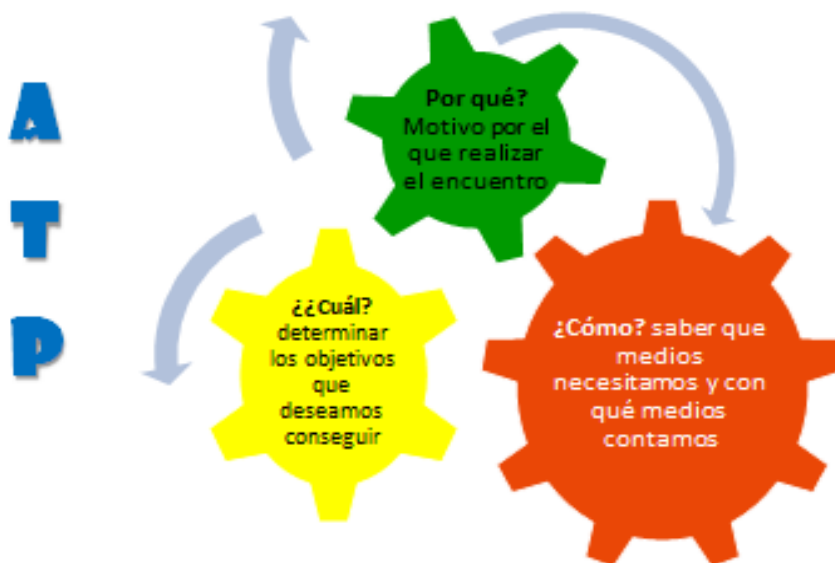 A
T
P
Por qué?
Motivo por el
que realizar
el encuentro
¿¿Cuál?
determinar
los objetivos
que
deseamos
conseguir
¿Cómo? saber que
medios
necesitamos y con
qué medios
contamos